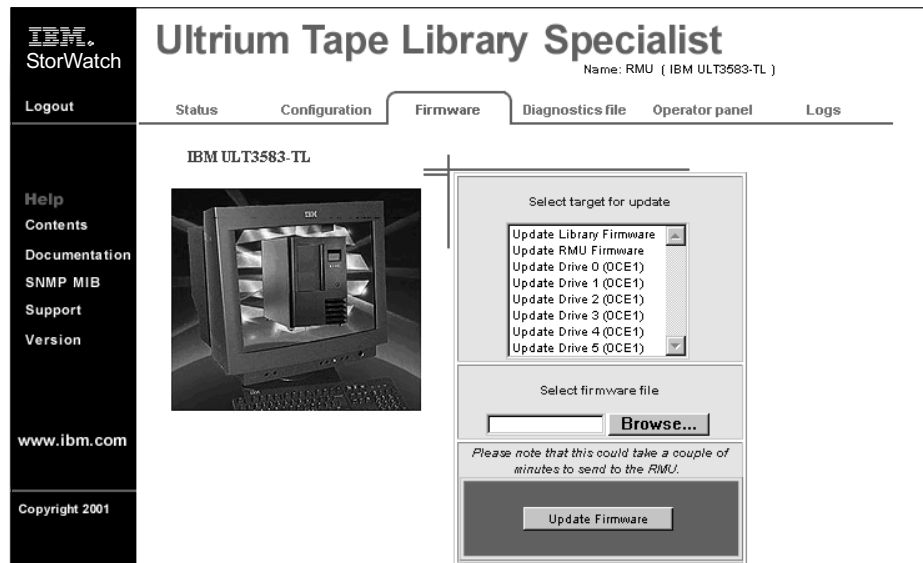 IBM.
StorWatch
Ultrium Tape Library Specialist
Name: RMU ( IBM ULT3583-TL )
Logout
Status
Configuration
Firmware
Diagnostics file
Operator panel
Logs
IBM ULT3583-TL
Help
Contents
Documentation
SNMP MIB
Support
Version
www.ibm.com
Copyright 2001
IBM
Select target for update
Update Library Firmware
Update RMU Firmware
Update Drive 0 (0CE1)
Update Drive 1 (0CE1)
Update Drive 2 (0CE1)
Update Drive 3 (0CE1)
Update Drive 4 (0CE1)
Update Drive 5 (0CE1)
Select firmware file
Browse...
Please note that this could take a couple of
minutes to send to the RMU.
Update Firmware